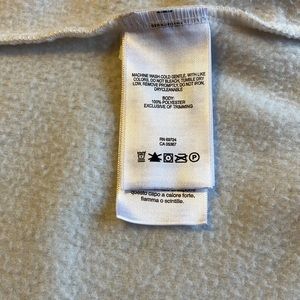 MACHINE WASH COLD GENTLE, WITH LIKE
COLORS, DO NOT BLEACH, TUMBLE DRY
LOW, REMOVE PROMPTLY, DO NOT IRON,
DRYCLEANABLE
BODY:
100% POLYESTER
EXCLUSIVE OF TRIMMING
RN 69724
CA 05367
questo capo a calore forte,
fiamma o scintille.